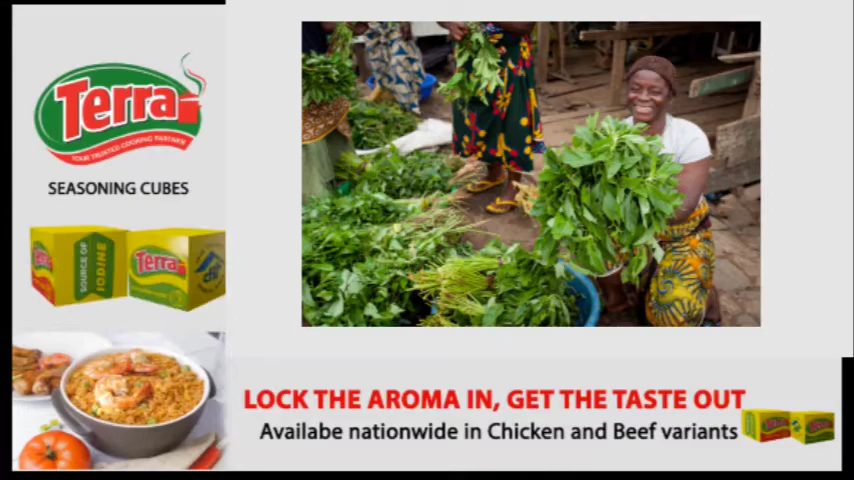 Terra
YOUR TRUSTED COOKING PARTNER
SEASONING CUBES
SOURCE OF
IODINE
Terra
LOCK THE AROMA IN, GET THE TASTE OUT
Availabe nationwide in Chicken and Beef variants
Terra